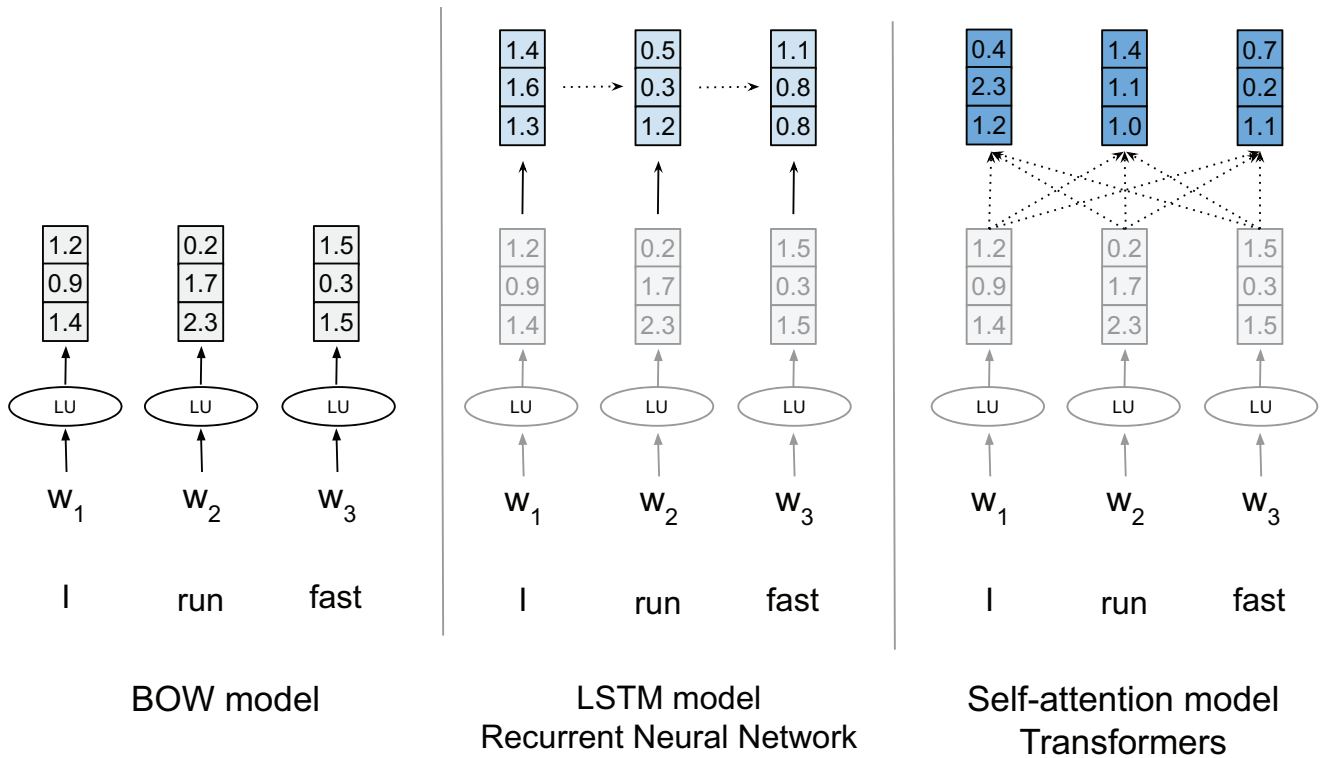 1.2 0.2 1.5
0.9 1.7 0.3
1.4 2.3 1.5
LU LU LU
w1 w2 w3
I run fast
BOW model
1.4 0.5 1.1
1.6 0.3 0.8
1.3 1.2 0.8
1.2 0.2 1.5
0.9 1.7 0.3
1.4 2.3 1.5
LU LU LU
w1 w2 w3
I run fast
LSTM model
Recurrent Neural Network
0.4 1.4 0.7
2.3 1.1 0.2
1.2 1.0 1.1
1.2 0.2 1.5
0.9 1.7 0.3
1.4 2.3 1.5
LU LU LU
w1 w2 w3
I run fast
Self-attention model
Transformers